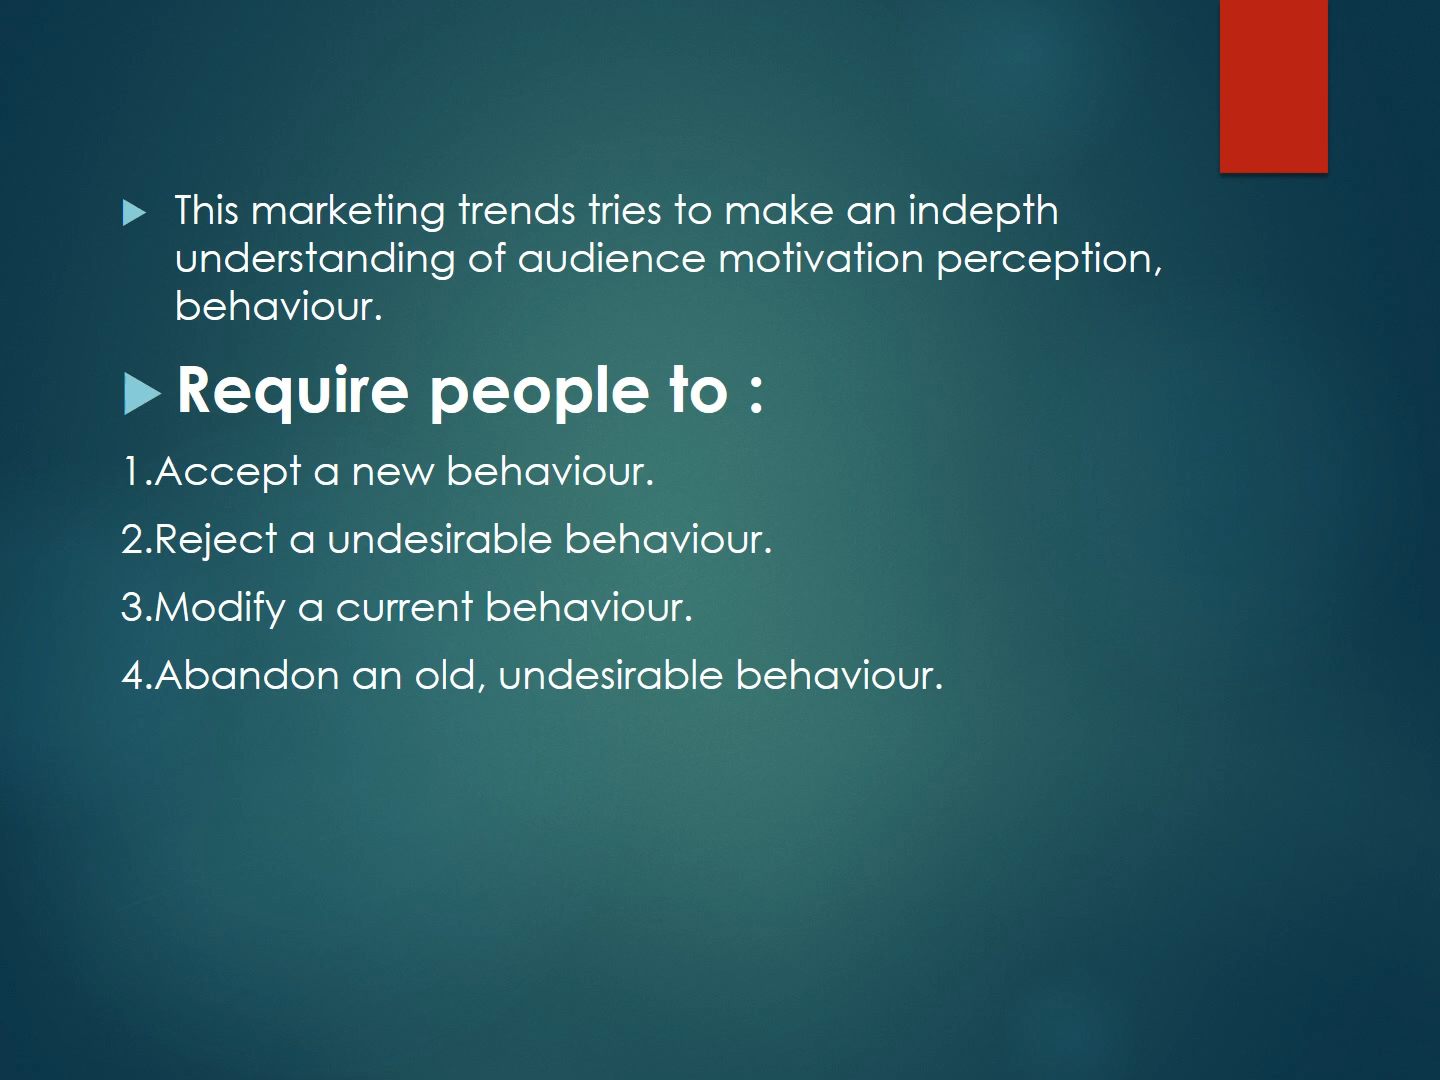 This marketing trends tries to make an indepth
understanding of audience motivation perception,
behaviour.
Require people to :
1.Accept a new behaviour.
2.Reject a undesirable behaviour.
3.Modify a current behaviour.
4.Abandon an old, undesirable behaviour.